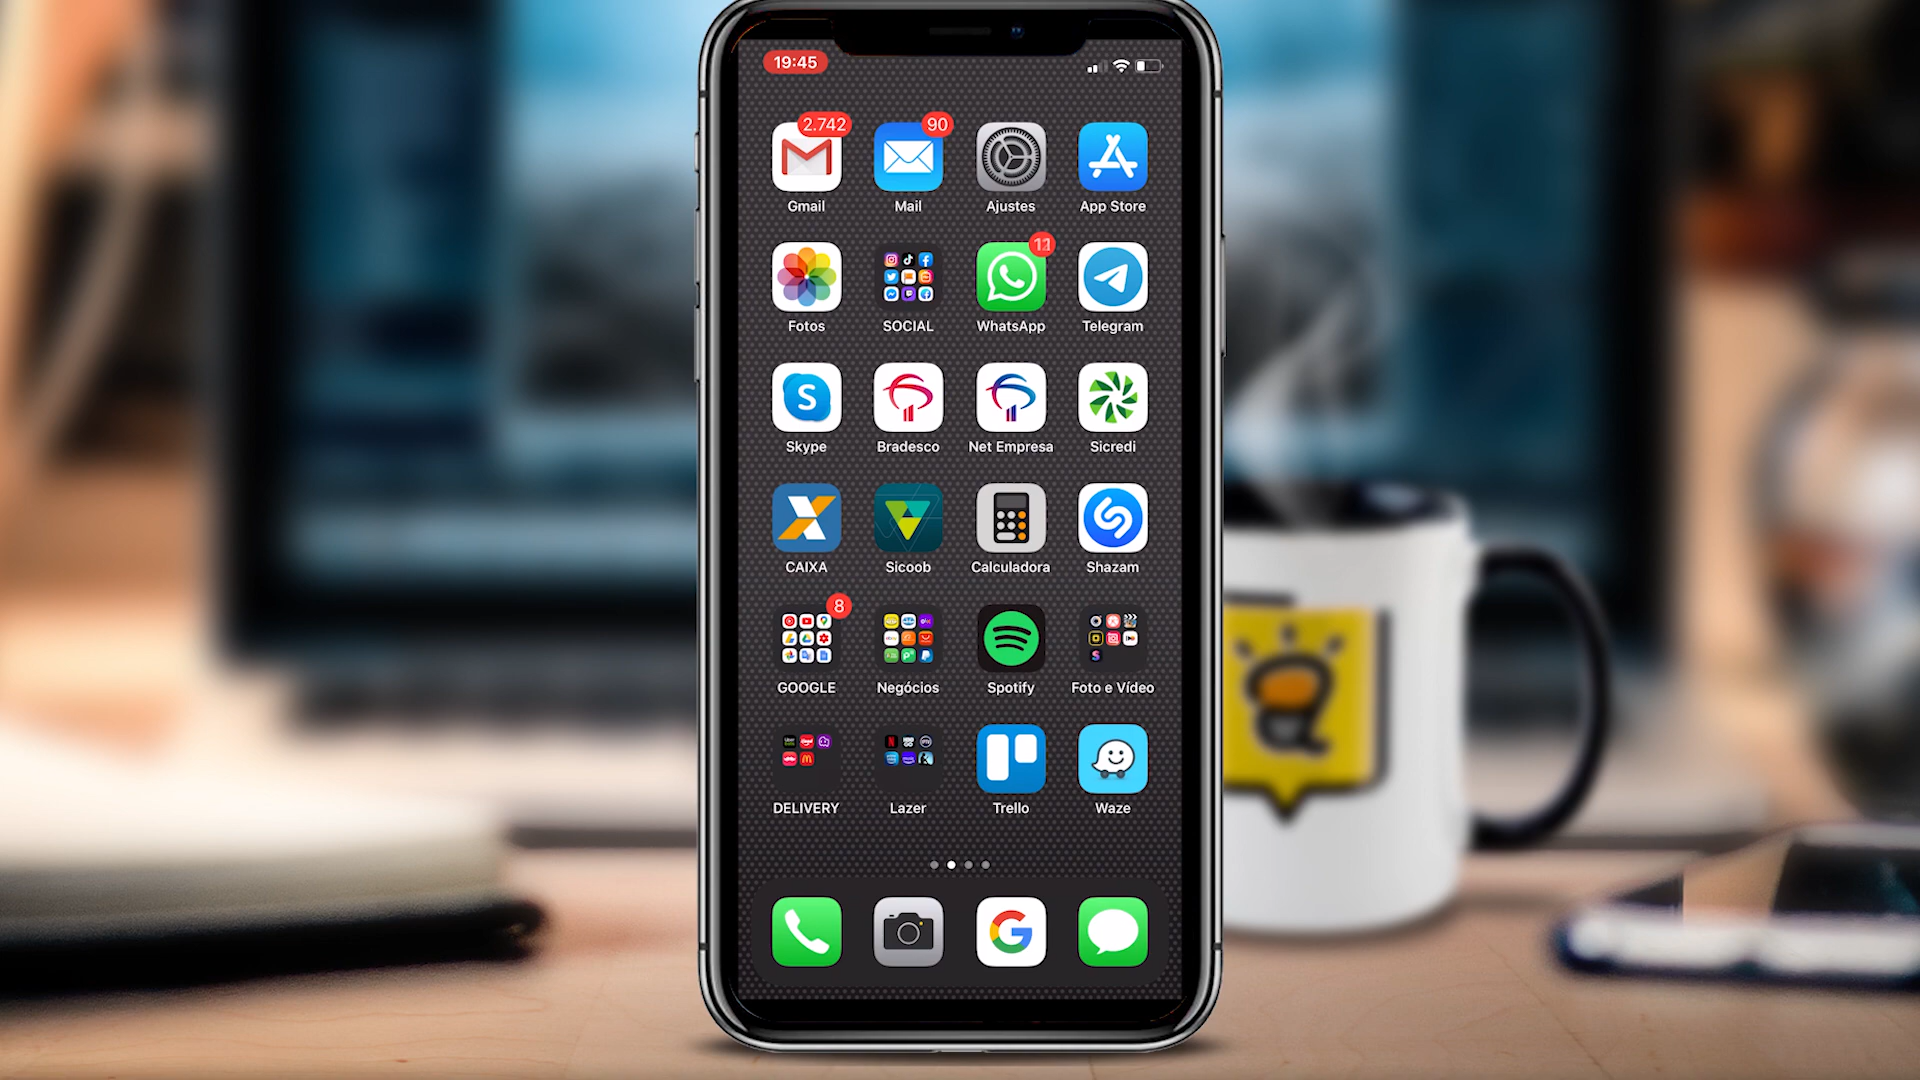 19:45
2.742
90
Gmail
Mail
Ajustes
App Store
11
Fotos
SOCIAL
WhatsApp
Telegram
S
Skype
Bradesco
Net Empresa
Sicredi
CAIXA
Sicoob
Calculadora
Shazam
8
GOOGLE
Negócios
Spotify
Foto e Vídeo
DELIVERY
Lazer
Trello
Waze